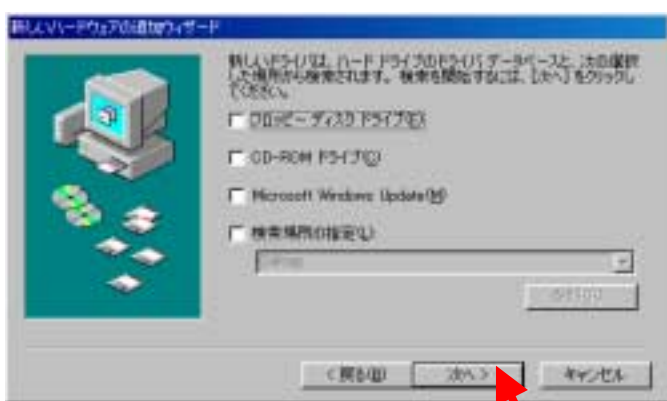 新しいハードウェアの追加ウィザード
新しいドライバは、ハード ドライブのドライバ データベースと、次の選択
した場所から検索されます。 検索を開始するには、[次へ] をクリックし
てください。
フロッピー ディスク ドライブ(F)
CD-ROM ドライブ(C)
Microsoft Windows Update(M)
検索場所の指定(L)
< 戻る(B)
次へ >
キャンセル